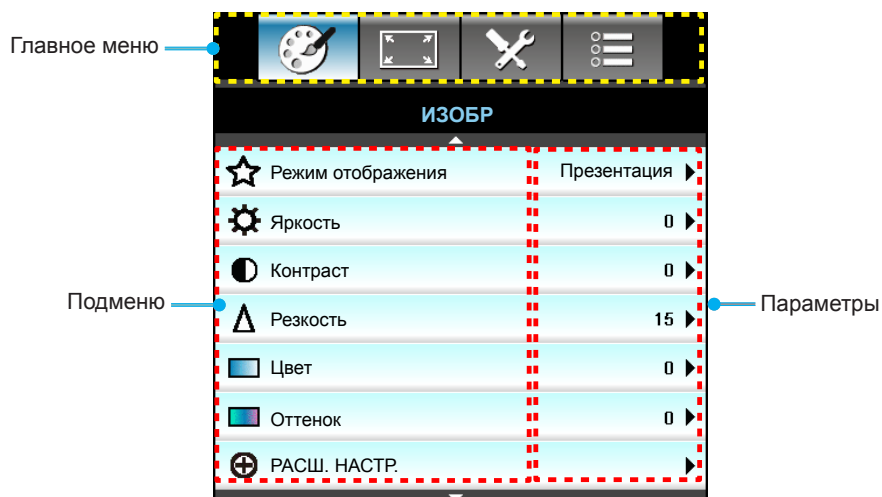 Главное меню
ИЗОБР
Режим отображения Презентация
Яркость 0
Контраст 0
Подменю
Резкость 15
Параметры
Цвет 0
Оттенок 0
РАСШ. НАСТР.